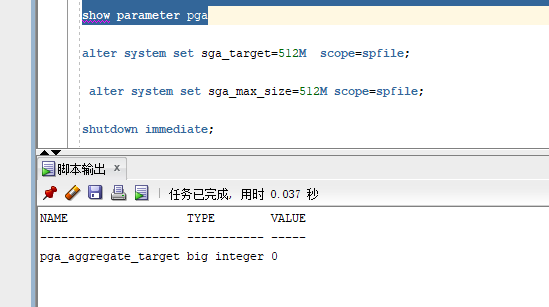 show parameter pga
alter system set sga_target=512M  scope=spfile;
alter system set sga_max_size=512M scope=spfile;
shutdown immediate;
脚本输出 x
任务已完成, 用时 0.037 秒
NAME                 TYPE        VALUE
-------------------- ----------- -----
pga_aggregate_target big integer 0